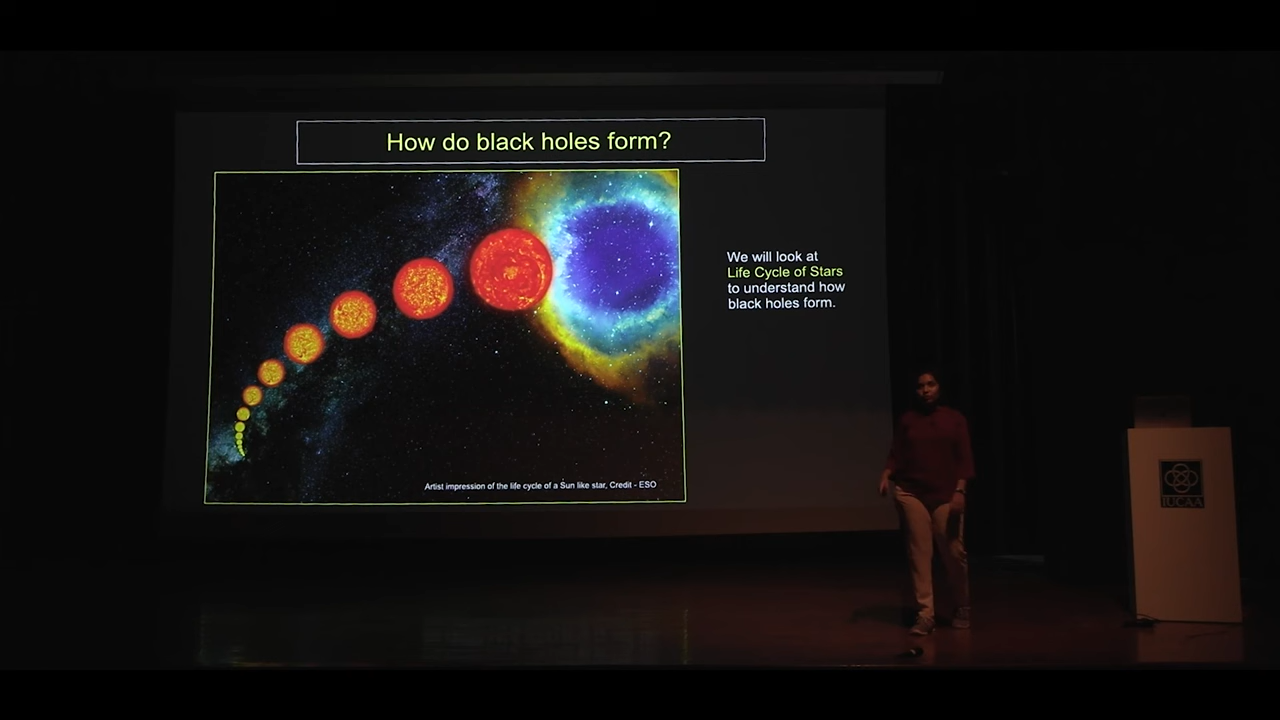 How do black holes form?
We will look at
Life Cycle of Stars
to understand how
black holes form.
Artist impression of the life cycle of a Sun like star, Credit - ESO
IUCAA